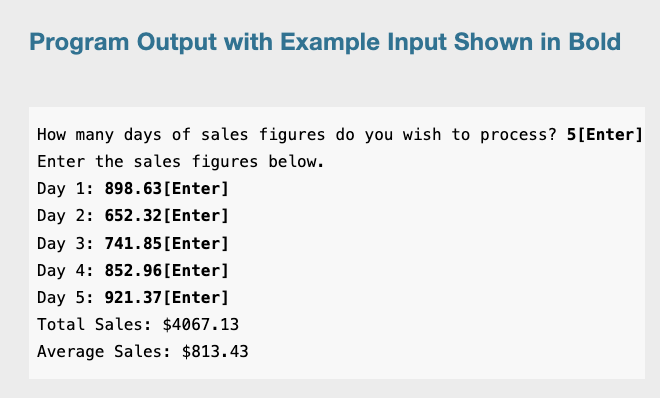 Program Output with Example Input Shown in Bold
How many days of sales figures do you wish to process? 5[Enter]
Enter the sales figures below.
Day 1: 898.63[Enter]
Day 2: 652.32[Enter]
Day 3: 741.85[Enter]
Day 4: 852.96[Enter]
Day 5: 921.37[Enter]
Total Sales: $4067.13
Average Sales: $813.43